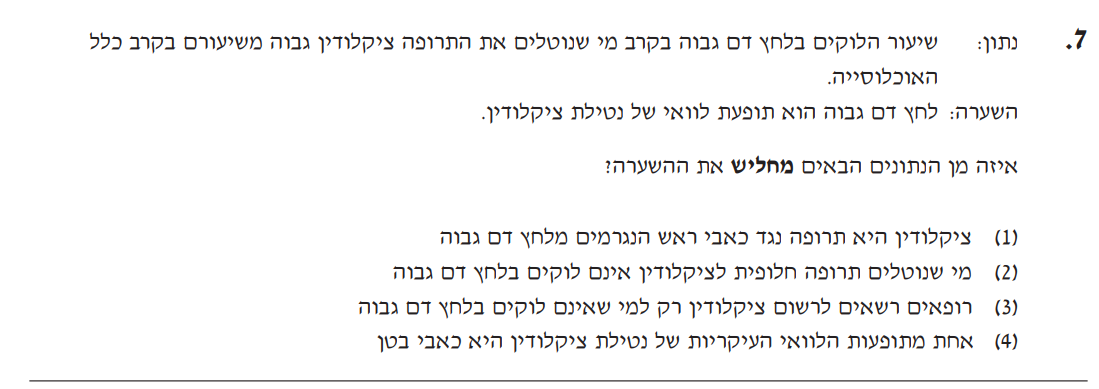 7. נתון: שיעור הלוקים בלחץ דם גבוה בקרב מי שנוטלים את התרופה ציקלודין גבוה משיעורם בקרב כלל
האוכלוסייה.
השערה: לחץ דם גבוה הוא תופעת לוואי של נטילת ציקלודין.
איזה מן הנתונים הבאים מחליש את ההשערה?
(1) ציקלודין היא תרופה נגד כאבי ראש הנגרמים מלחץ דם גבוה
(2) מי שנוטלים תרופה חלופית לציקלודין אינם לוקים בלחץ דם גבוה
(3) רופאים רשאים לרשום ציקלודין רק למי שאינם לוקים בלחץ דם גבוה
(4) אחת מתופעות הלוואי העיקריות של נטילת ציקלודין היא כאבי בטן